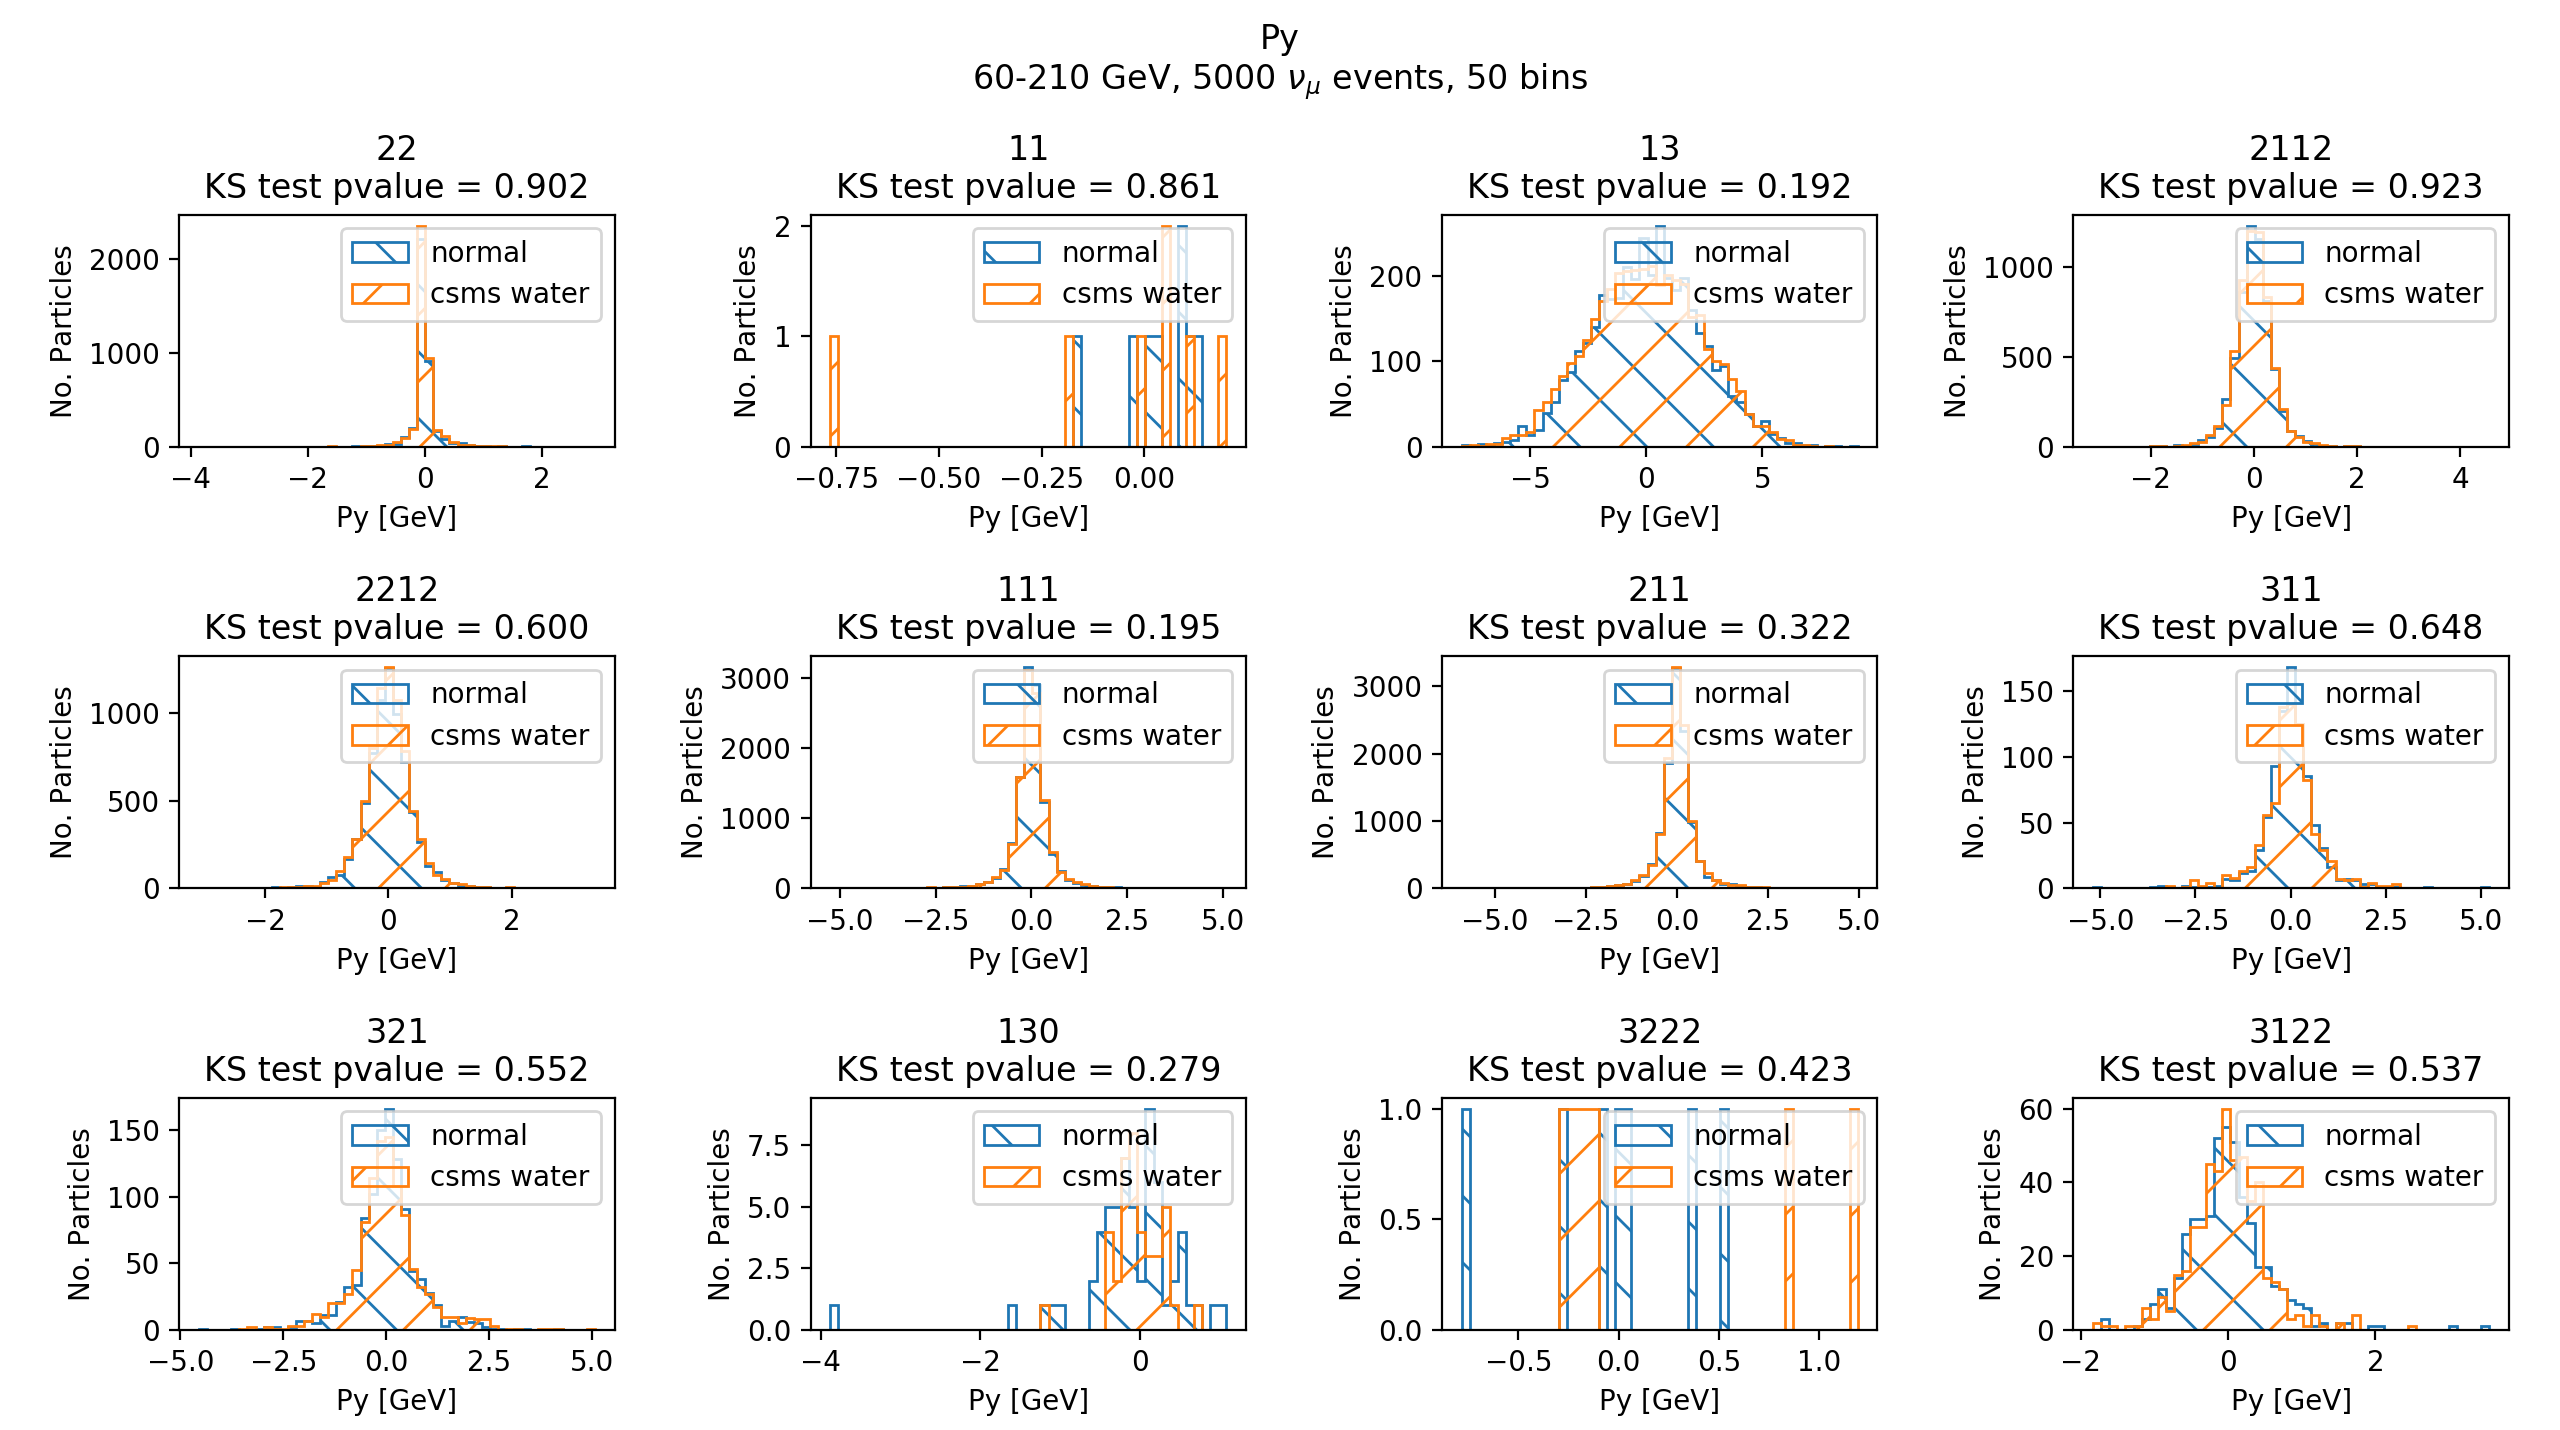 Py
60-210 GeV, 5000 νμ events, 50 bins
22
KS test pvalue = 0.902
No. Particles
2000
1000
0
normal
csms water
−4 −2 0 2
Py [GeV]
11
KS test pvalue = 0.861
No. Particles
2
1
0
normal
csms water
−0.75 −0.50 −0.25 0.00
Py [GeV]
13
KS test pvalue = 0.192
No. Particles
200
100
0
normal
csms water
−5 0 5
Py [GeV]
2112
KS test pvalue = 0.923
No. Particles
1000
500
0
normal
csms water
−2 0 2 4
Py [GeV]
2212
KS test pvalue = 0.600
No. Particles
1000
500
0
normal
csms water
−2 0 2
Py [GeV]
111
KS test pvalue = 0.195
No. Particles
3000
2000
1000
0
normal
csms water
−5.0 −2.5 0.0 2.5 5.0
Py [GeV]
211
KS test pvalue = 0.322
No. Particles
3000
2000
1000
0
normal
csms water
−5.0 −2.5 0.0 2.5 5.0
Py [GeV]
311
KS test pvalue = 0.648
No. Particles
150
100
50
0
normal
csms water
−5.0 −2.5 0.0 2.5 5.0
Py [GeV]
321
KS test pvalue = 0.552
No. Particles
150
100
50
0
normal
csms water
−5.0 −2.5 0.0 2.5 5.0
Py [GeV]
130
KS test pvalue = 0.279
No. Particles
7.5
5.0
2.5
0.0
normal
csms water
−4 −2 0
Py [GeV]
3222
KS test pvalue = 0.423
No. Particles
1.0
0.5
0.0
normal
csms water
−0.5 0.0 0.5 1.0
Py [GeV]
3122
KS test pvalue = 0.537
No. Particles
60
40
20
0
normal
csms water
−2 0 2
Py [GeV]